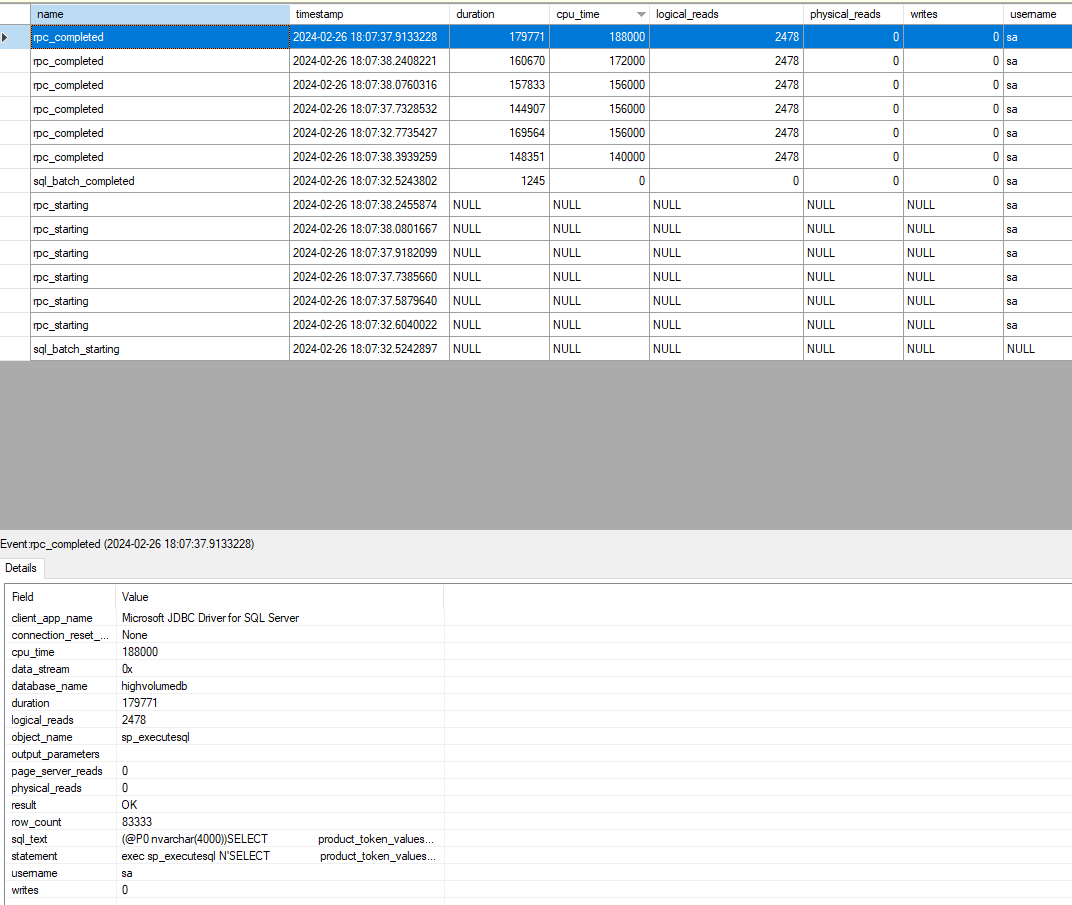 name timestamp duration cpu_time logical_reads physical_reads writes username
rpc_completed 2024-02-26 18:07:37.9133228 179771 188000 2478 0 0 sa
rpc_completed 2024-02-26 18:07:38.2408221 160670 172000 2478 0 0 sa
rpc_completed 2024-02-26 18:07:38.0760316 157833 156000 2478 0 0 sa
rpc_completed 2024-02-26 18:07:37.7328532 144907 156000 2478 0 0 sa
rpc_completed 2024-02-26 18:07:32.7735427 169564 156000 2478 0 0 sa
rpc_completed 2024-02-26 18:07:38.3939259 148351 140000 2478 0 0 sa
sql_batch_completed 2024-02-26 18:07:32.5243802 1245 0 0 0 0 sa
rpc_starting 2024-02-26 18:07:38.2455874 NULL NULL NULL NULL NULL sa
rpc_starting 2024-02-26 18:07:38.0801667 NULL NULL NULL NULL NULL sa
rpc_starting 2024-02-26 18:07:37.9182099 NULL NULL NULL NULL NULL sa
rpc_starting 2024-02-26 18:07:37.7385660 NULL NULL NULL NULL NULL sa
rpc_starting 2024-02-26 18:07:37.5879640 NULL NULL NULL NULL NULL sa
rpc_starting 2024-02-26 18:07:32.6040022 NULL NULL NULL NULL NULL sa
sql_batch_starting 2024-02-26 18:07:32.5242897 NULL NULL NULL NULL NULL NULL
Event:rpc_completed (2024-02-26 18:07:37.9133228)
Details
Field Value
client_app_name Microsoft JDBC Driver for SQL Server
connection_reset_... None
cpu_time 188000
data_stream 0x
database_name highvolumedb
duration 179771
logical_reads 2478
object_name sp_executesql
output_parameters
page_server_reads 0
physical_reads 0
result OK
row_count 83333
sql_text (@P0 nvarchar(4000))SELECT product_token_values...
statement exec sp_executesql N'SELECT product_token_values...
username sa
writes 0